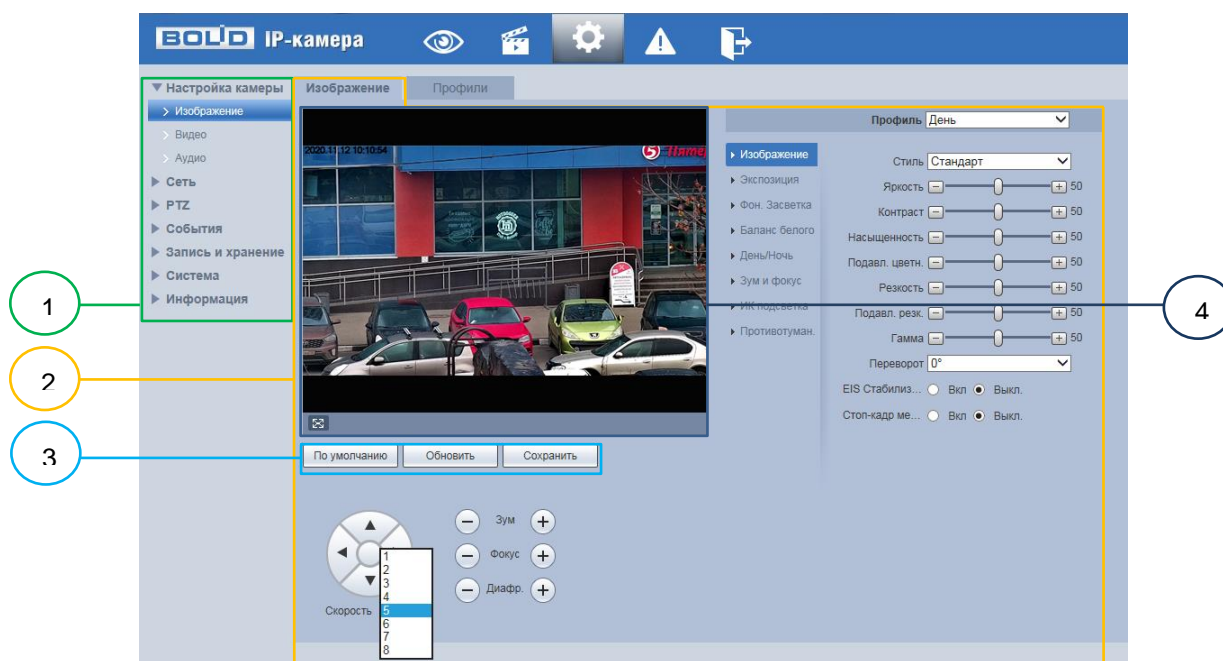 BOLID IP-камера
Настройка камеры
Изображение
Видео
Аудио
Сеть
PTZ
События
Запись и хранение
Система
Информация
1
2
3
4
Изображение
Профили
2020 11 12 10:10:54
5
По умолчанию
Обновить
Сохранить
Зум
Фокус
Диафр.
Скорость
1
2
3
4
5
6
7
8
Профиль День
Изображение
Экспозиция
Фон. Засветка
Баланс белого
День/Ночь
Зум и фокус
ИК подсветка
Противотуман.
Стиль Стандарт
Яркость 50
Контраст 50
Насыщенность 50
Подавл. цветн. 50
Резкость 50
Подавл. резк. 50
Гамма 50
Переворот 0°
EIS Стабилиз... Вкл Выкл.
Стоп-кадр ме... Вкл Выкл.